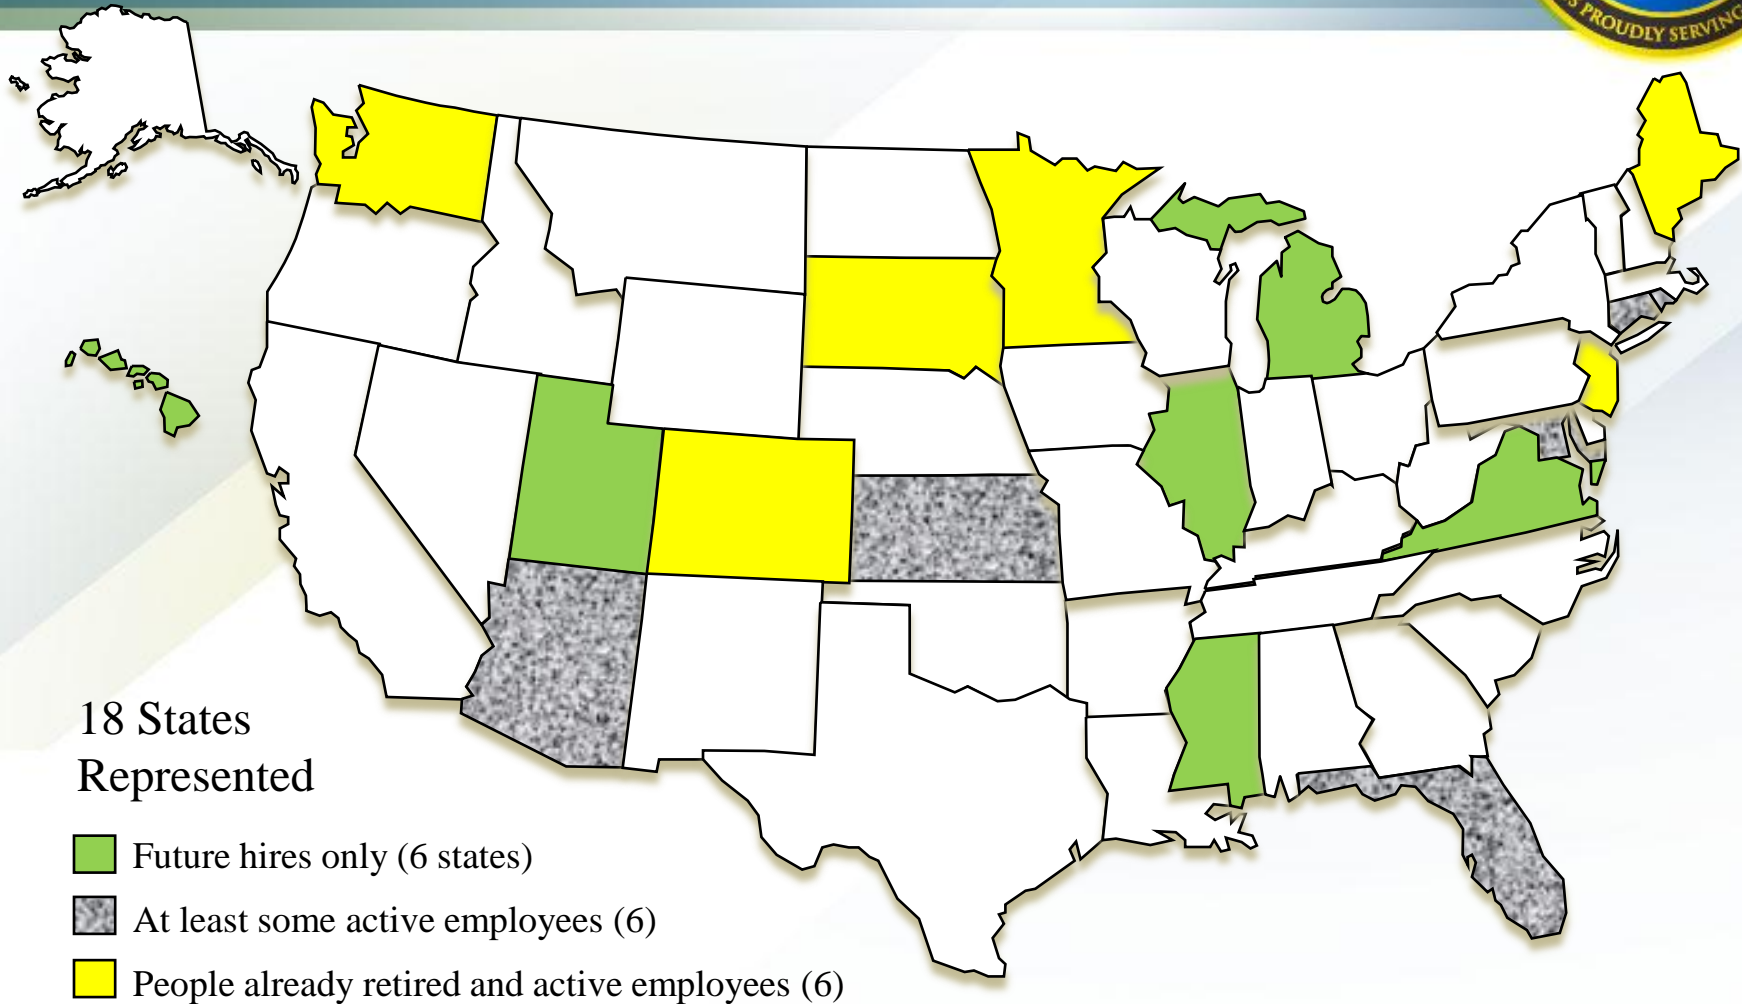 PROUDLY SERVING
18 States
Represented
Future hires only (6 states)
At least some active employees (6)
People already retired and active employees (6)